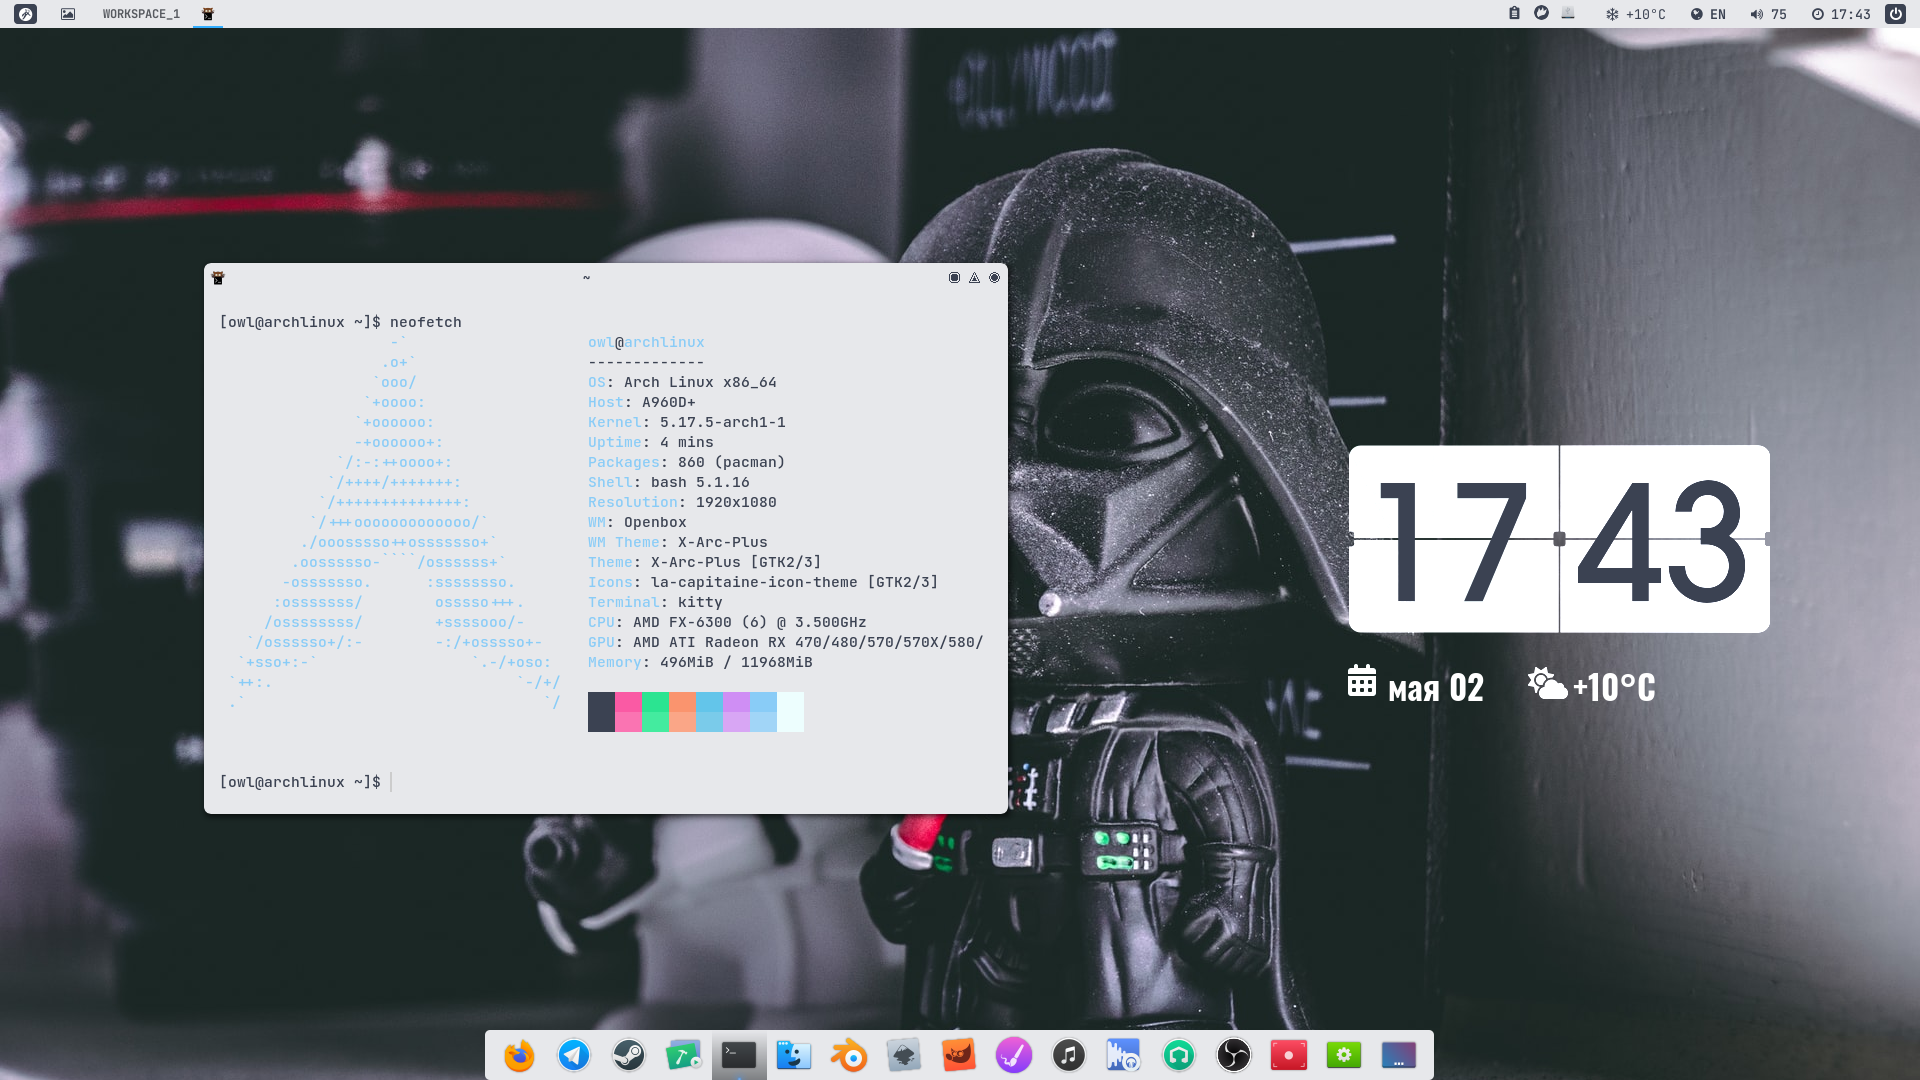 WORKSPACE_1
+10°C
EN
75
17:43
~
[owl@archlinux ~]$ neofetch
-`
.o+`
`ooo/
`+oooo:
`+oooooo:
-+oooooo+:
`/:-:++oooo+:
`/++++/+++++++:
`/++++++++++++++:
`/+++ooooooooooooo/`
./ooosssso++osssssso+`
.oossssso-````/ossssss+`
-osssssso.      :ssssssso.
:osssssss/        osssso+++.
/ossssssss/        +ssssooo/-
`/ossssso+/:-        -:/+osssso+-
`+sso+:-`                 `.-/+oso:
`++:.                           `-/+/
.`                                 `/
owl@archlinux
-------------
OS: Arch Linux x86_64
Host: A960D+
Kernel: 5.17.5-arch1-1
Uptime: 4 mins
Packages: 860 (pacman)
Shell: bash 5.1.16
Resolution: 1920x1080
WM: Openbox
WM Theme: X-Arc-Plus
Theme: X-Arc-Plus [GTK2/3]
Icons: la-capitaine-icon-theme [GTK2/3]
Terminal: kitty
CPU: AMD FX-6300 (6) @ 3.500GHz
GPU: AMD ATI Radeon RX 470/480/570/570X/580/
Memory: 496MiB / 11968MiB
[owl@archlinux ~]$
17 43
мая 02
+10°C